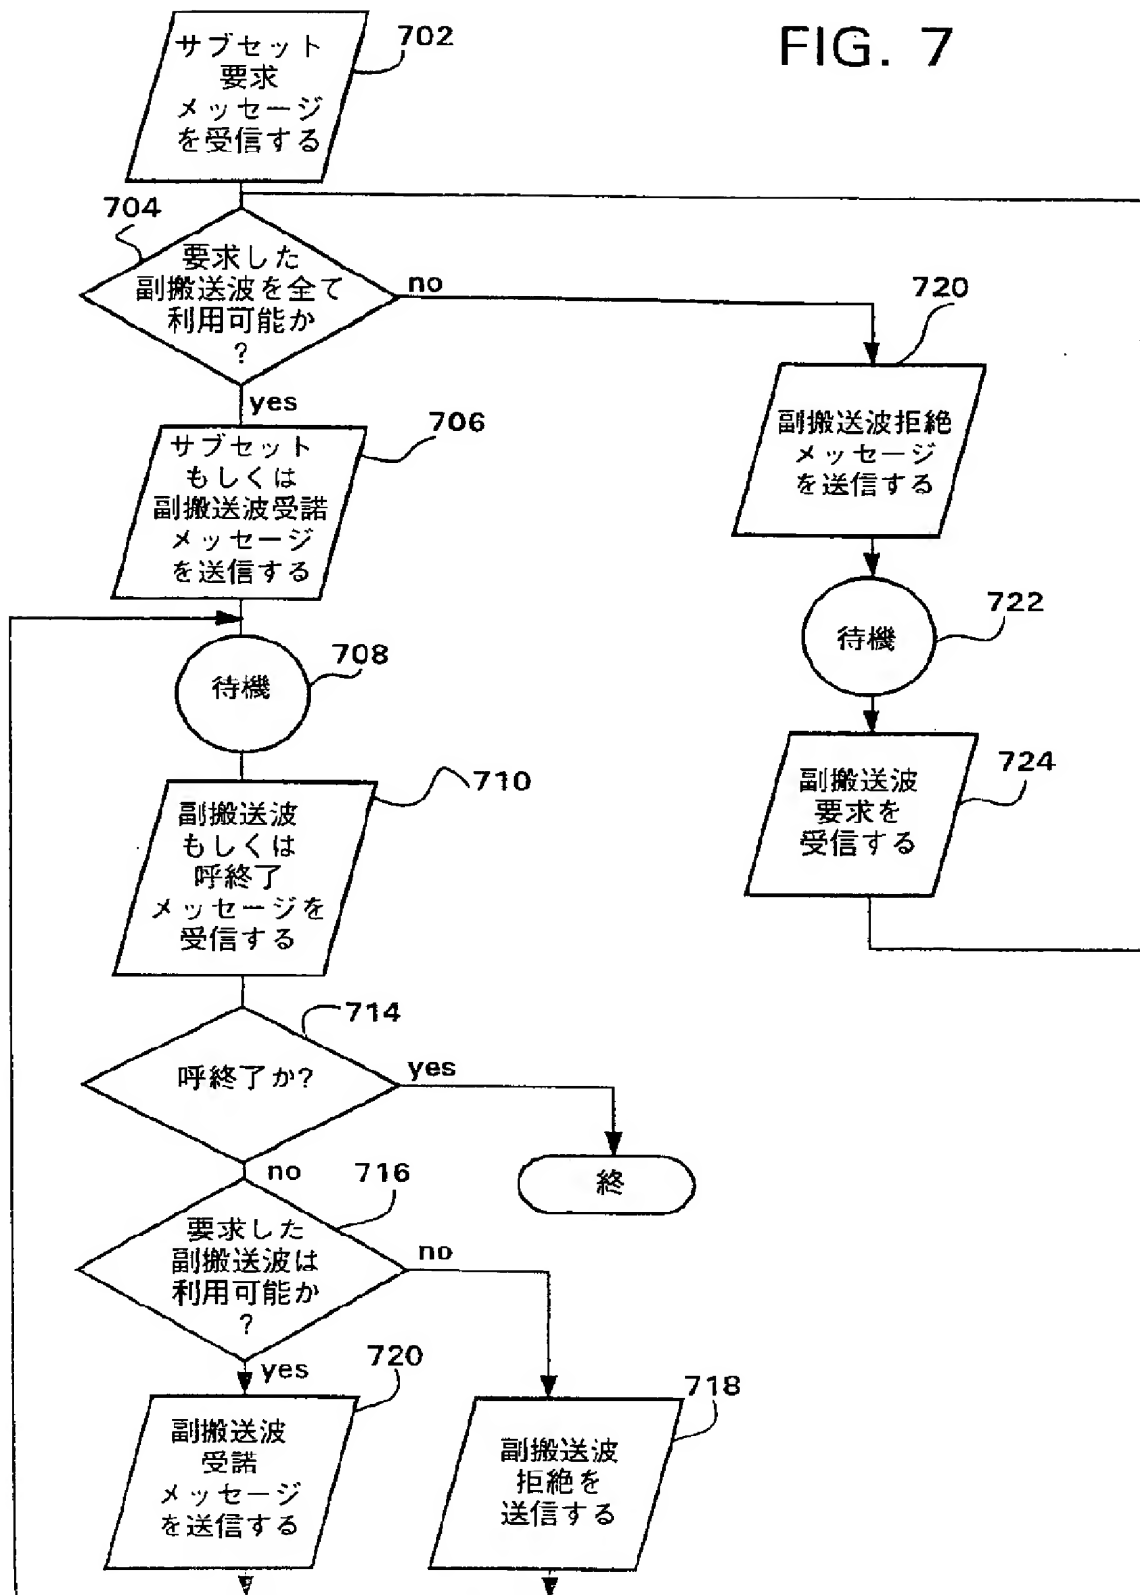 FIG. 7
702
サブセット
要求
メッセージ
を受信する
704
要求した
副搬送波を全て
利用可能か
?
no
yes
720
副搬送波拒絶
メッセージ
を送信する
706
サブセット
もしくは
副搬送波受諾
メッセージ
を送信する
722
待機
708
待機
724
副搬送波
要求を
受信する
710
副搬送波
もしくは
呼終了
メッセージを
受信する
714
呼終了か?
yes
no
終
716
要求した
副搬送波は
利用可能か
?
no
yes
720
副搬送波
受諾
メッセージ
を送信する
718
副搬送波
拒絶を
送信する